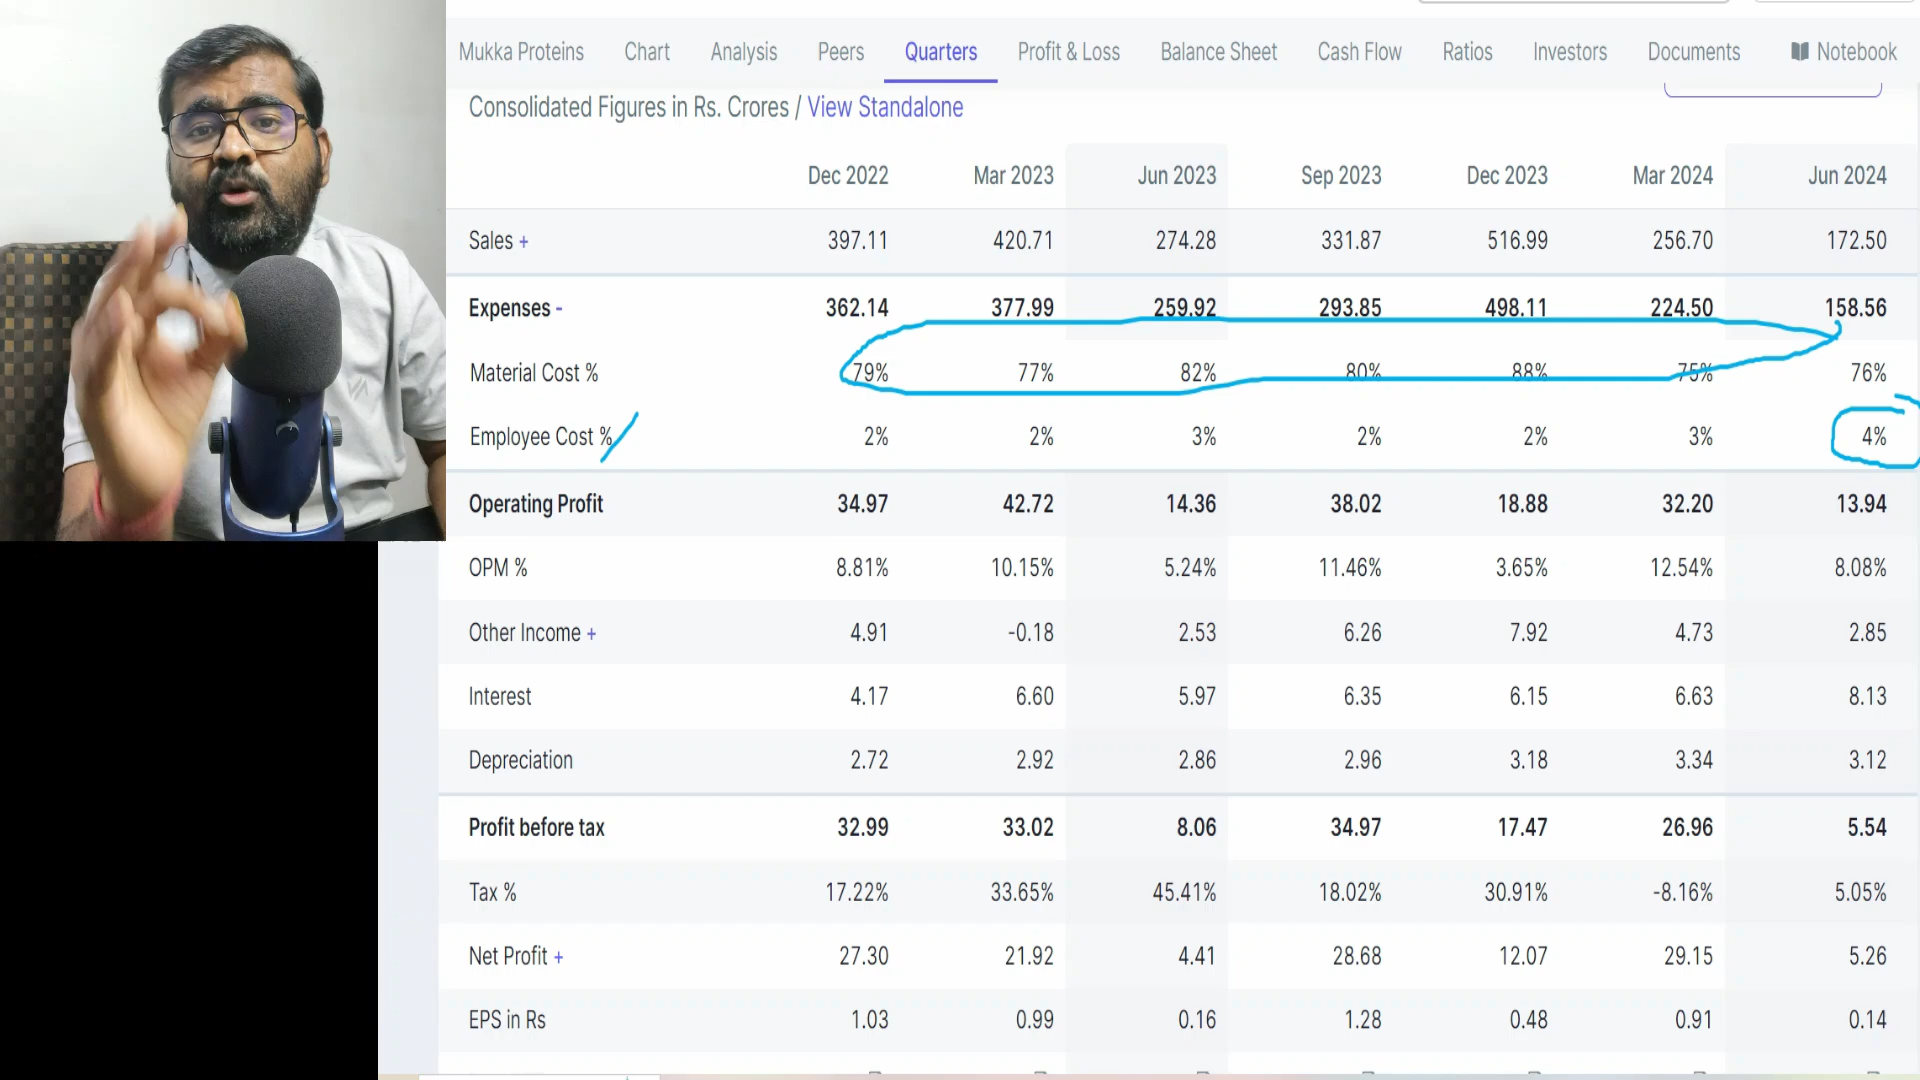 Mukka Proteins Chart Analysis Peers Quarters Profit & Loss Balance Sheet Cash Flow Ratios Investors Documents Notebook
Consolidated Figures in Rs. Crores / View Standalone
Dec 2022 Mar 2023 Jun 2023 Sep 2023 Dec 2023 Mar 2024 Jun 2024
Sales + 397.11 420.71 274.28 331.87 516.99 256.70 172.50
Expenses - 362.14 377.99 259.92 293.85 498.11 224.50 158.56
Material Cost % 79% 77% 82% 80% 88% 75% 76%
Employee Cost % 2% 2% 3% 2% 2% 3% 4%
Operating Profit 34.97 42.72 14.36 38.02 18.88 32.20 13.94
OPM % 8.81% 10.15% 5.24% 11.46% 3.65% 12.54% 8.08%
Other Income + 4.91 -0.18 2.53 6.26 7.92 4.73 2.85
Interest 4.17 6.60 5.97 6.35 6.15 6.63 8.13
Depreciation 2.72 2.92 2.86 2.96 3.18 3.34 3.12
Profit before tax 32.99 33.02 8.06 34.97 17.47 26.96 5.54
Tax % 17.22% 33.65% 45.41% 18.02% 30.91% -8.16% 5.05%
Net Profit + 27.30 21.92 4.41 28.68 12.07 29.15 5.26
EPS in Rs 1.03 0.99 0.16 1.28 0.48 0.91 0.14